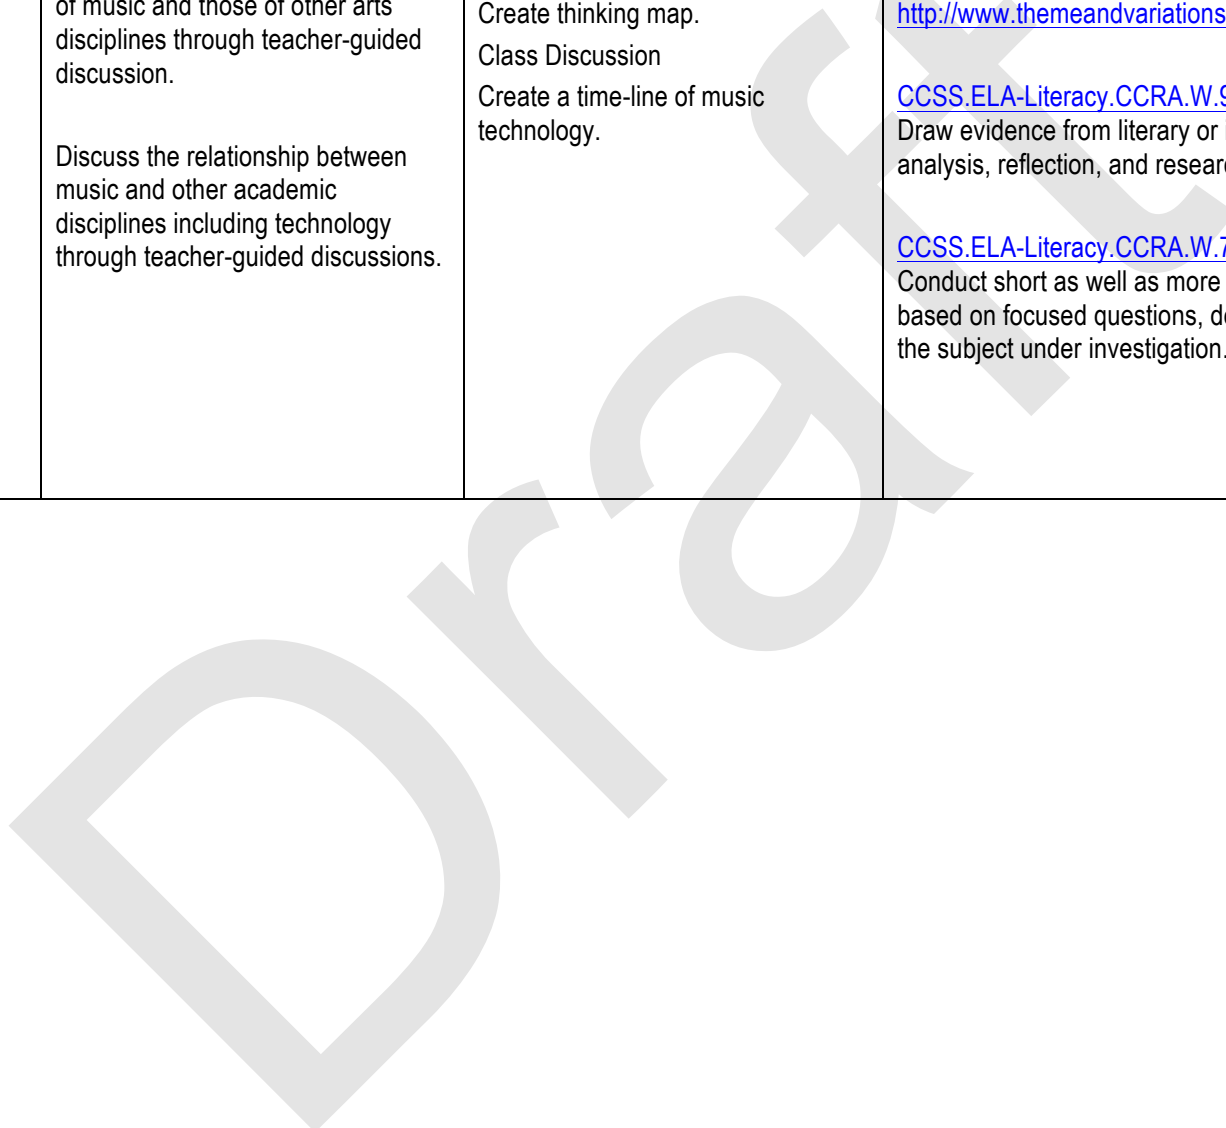 of music and those of other arts
disciplines through teacher-guided
discussion.
Discuss the relationship between
music and other academic
disciplines including technology
through teacher-guided discussions.
Create thinking map.
Class Discussion
Create a time-line of music
technology.
http://www.themeandvariations
CCSS.ELA-Literacy.CCRA.W.9
Draw evidence from literary or
analysis, reflection, and resear
CCSS.ELA-Literacy.CCRA.W.7
Conduct short as well as more
based on focused questions, d
the subject under investigation.
Draft